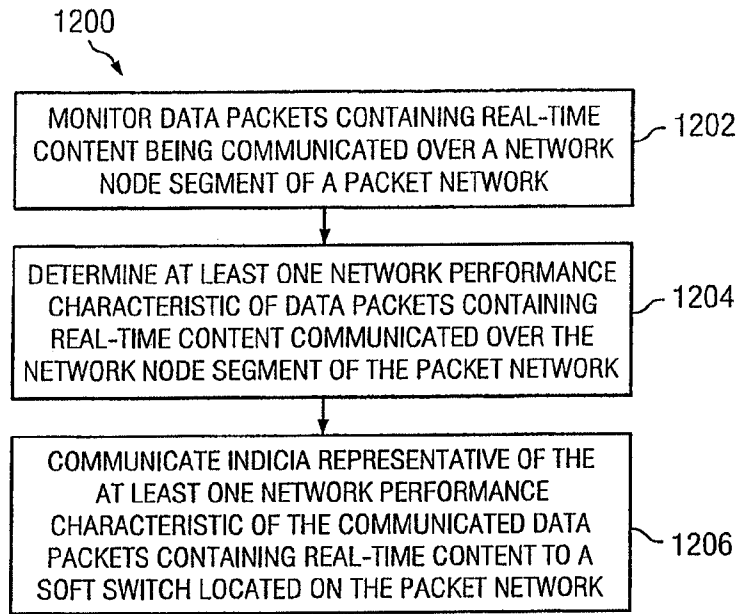 1200
MONITOR DATA PACKETS CONTAINING REAL-TIME
CONTENT BEING COMMUNICATED OVER A NETWORK
NODE SEGMENT OF A PACKET NETWORK
1202
DETERMINE AT LEAST ONE NETWORK PERFORMANCE
CHARACTERISTIC OF DATA PACKETS CONTAINING
REAL-TIME CONTENT COMMUNICATED OVER THE
NETWORK NODE SEGMENT OF THE PACKET NETWORK
1204
COMMUNICATE INDICIA REPRESENTATIVE OF THE
AT LEAST ONE NETWORK PERFORMANCE
CHARACTERISTIC OF THE COMMUNICATED DATA
PACKETS CONTAINING REAL-TIME CONTENT TO A
SOFT SWITCH LOCATED ON THE PACKET NETWORK
1206